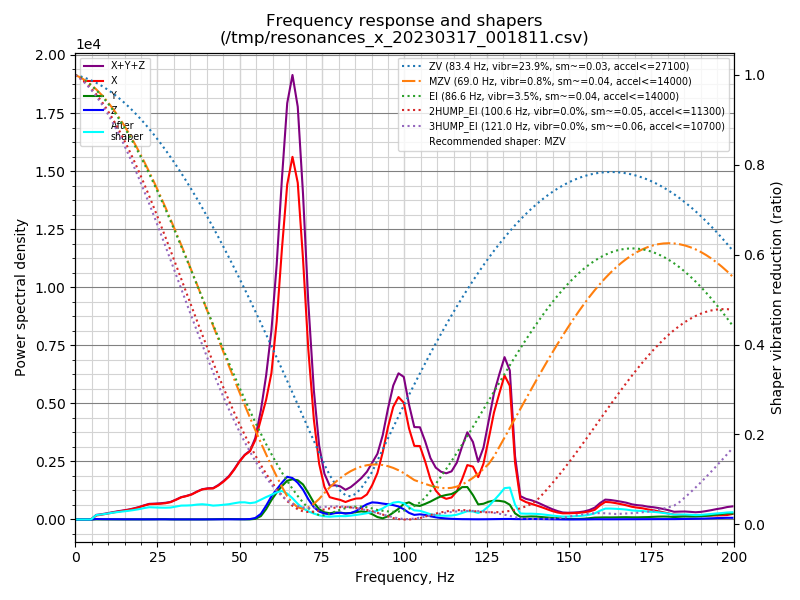 Frequency response and shapers
(/tmp/resonances_x_20230317_001811.csv)
1e4
X+Y+Z
X
Y
Z
After
shaper
ZV (83.4 Hz, vibr=23.9%, sm~=0.03, accel<=27100)
MZV (69.0 Hz, vibr=0.8%, sm~=0.04, accel<=14000)
EI (86.6 Hz, vibr=3.5%, sm~=0.04, accel<=14000)
2HUMP_EI (100.6 Hz, vibr=0.0%, sm~=0.05, accel<=11300)
3HUMP_EI (121.0 Hz, vibr=0.0%, sm~=0.06, accel<=10700)
Recommended shaper: MZV
Power spectral density
2.00
1.75
1.50
1.25
1.00
0.75
0.50
0.25
0.00
1.0
0.8
0.6
0.4
0.2
0.0
Shaper vibration reduction (ratio)
0 25 50 75 100 125 150 175 200
Frequency, Hz